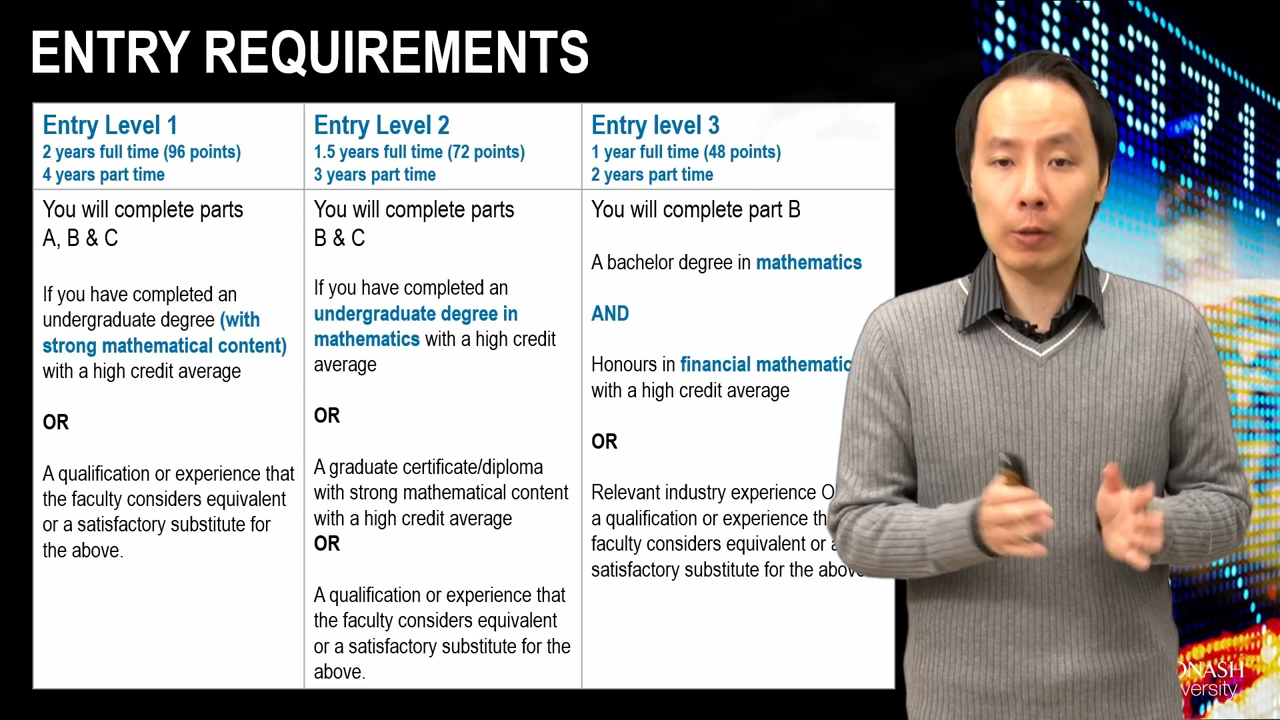 ENTRY REQUIREMENTS
Entry Level 1
2 years full time (96 points)
4 years part time
You will complete parts
A, B & C
If you have completed an
undergraduate degree (with
strong mathematical content)
with a high credit average
OR
A qualification or experience that
the faculty considers equivalent
or a satisfactory substitute for
the above.
Entry Level 2
1.5 years full time (72 points)
3 years part time
You will complete parts
B & C
If you have completed an
undergraduate degree in
mathematics with a high credit
average
OR
A graduate certificate/diploma
with strong mathematical content
with a high credit average
OR
A qualification or experience that
the faculty considers equivalent
or a satisfactory substitute for the
above.
Entry level 3
1 year full time (48 points)
2 years part time
You will complete part B
A bachelor degree in mathematics
AND
Honours in financial mathematic
with a high credit average
OR
Relevant industry experience O
a qualification or experience th
faculty considers equivalent or a
satisfactory substitute for the above
ONASH
versity